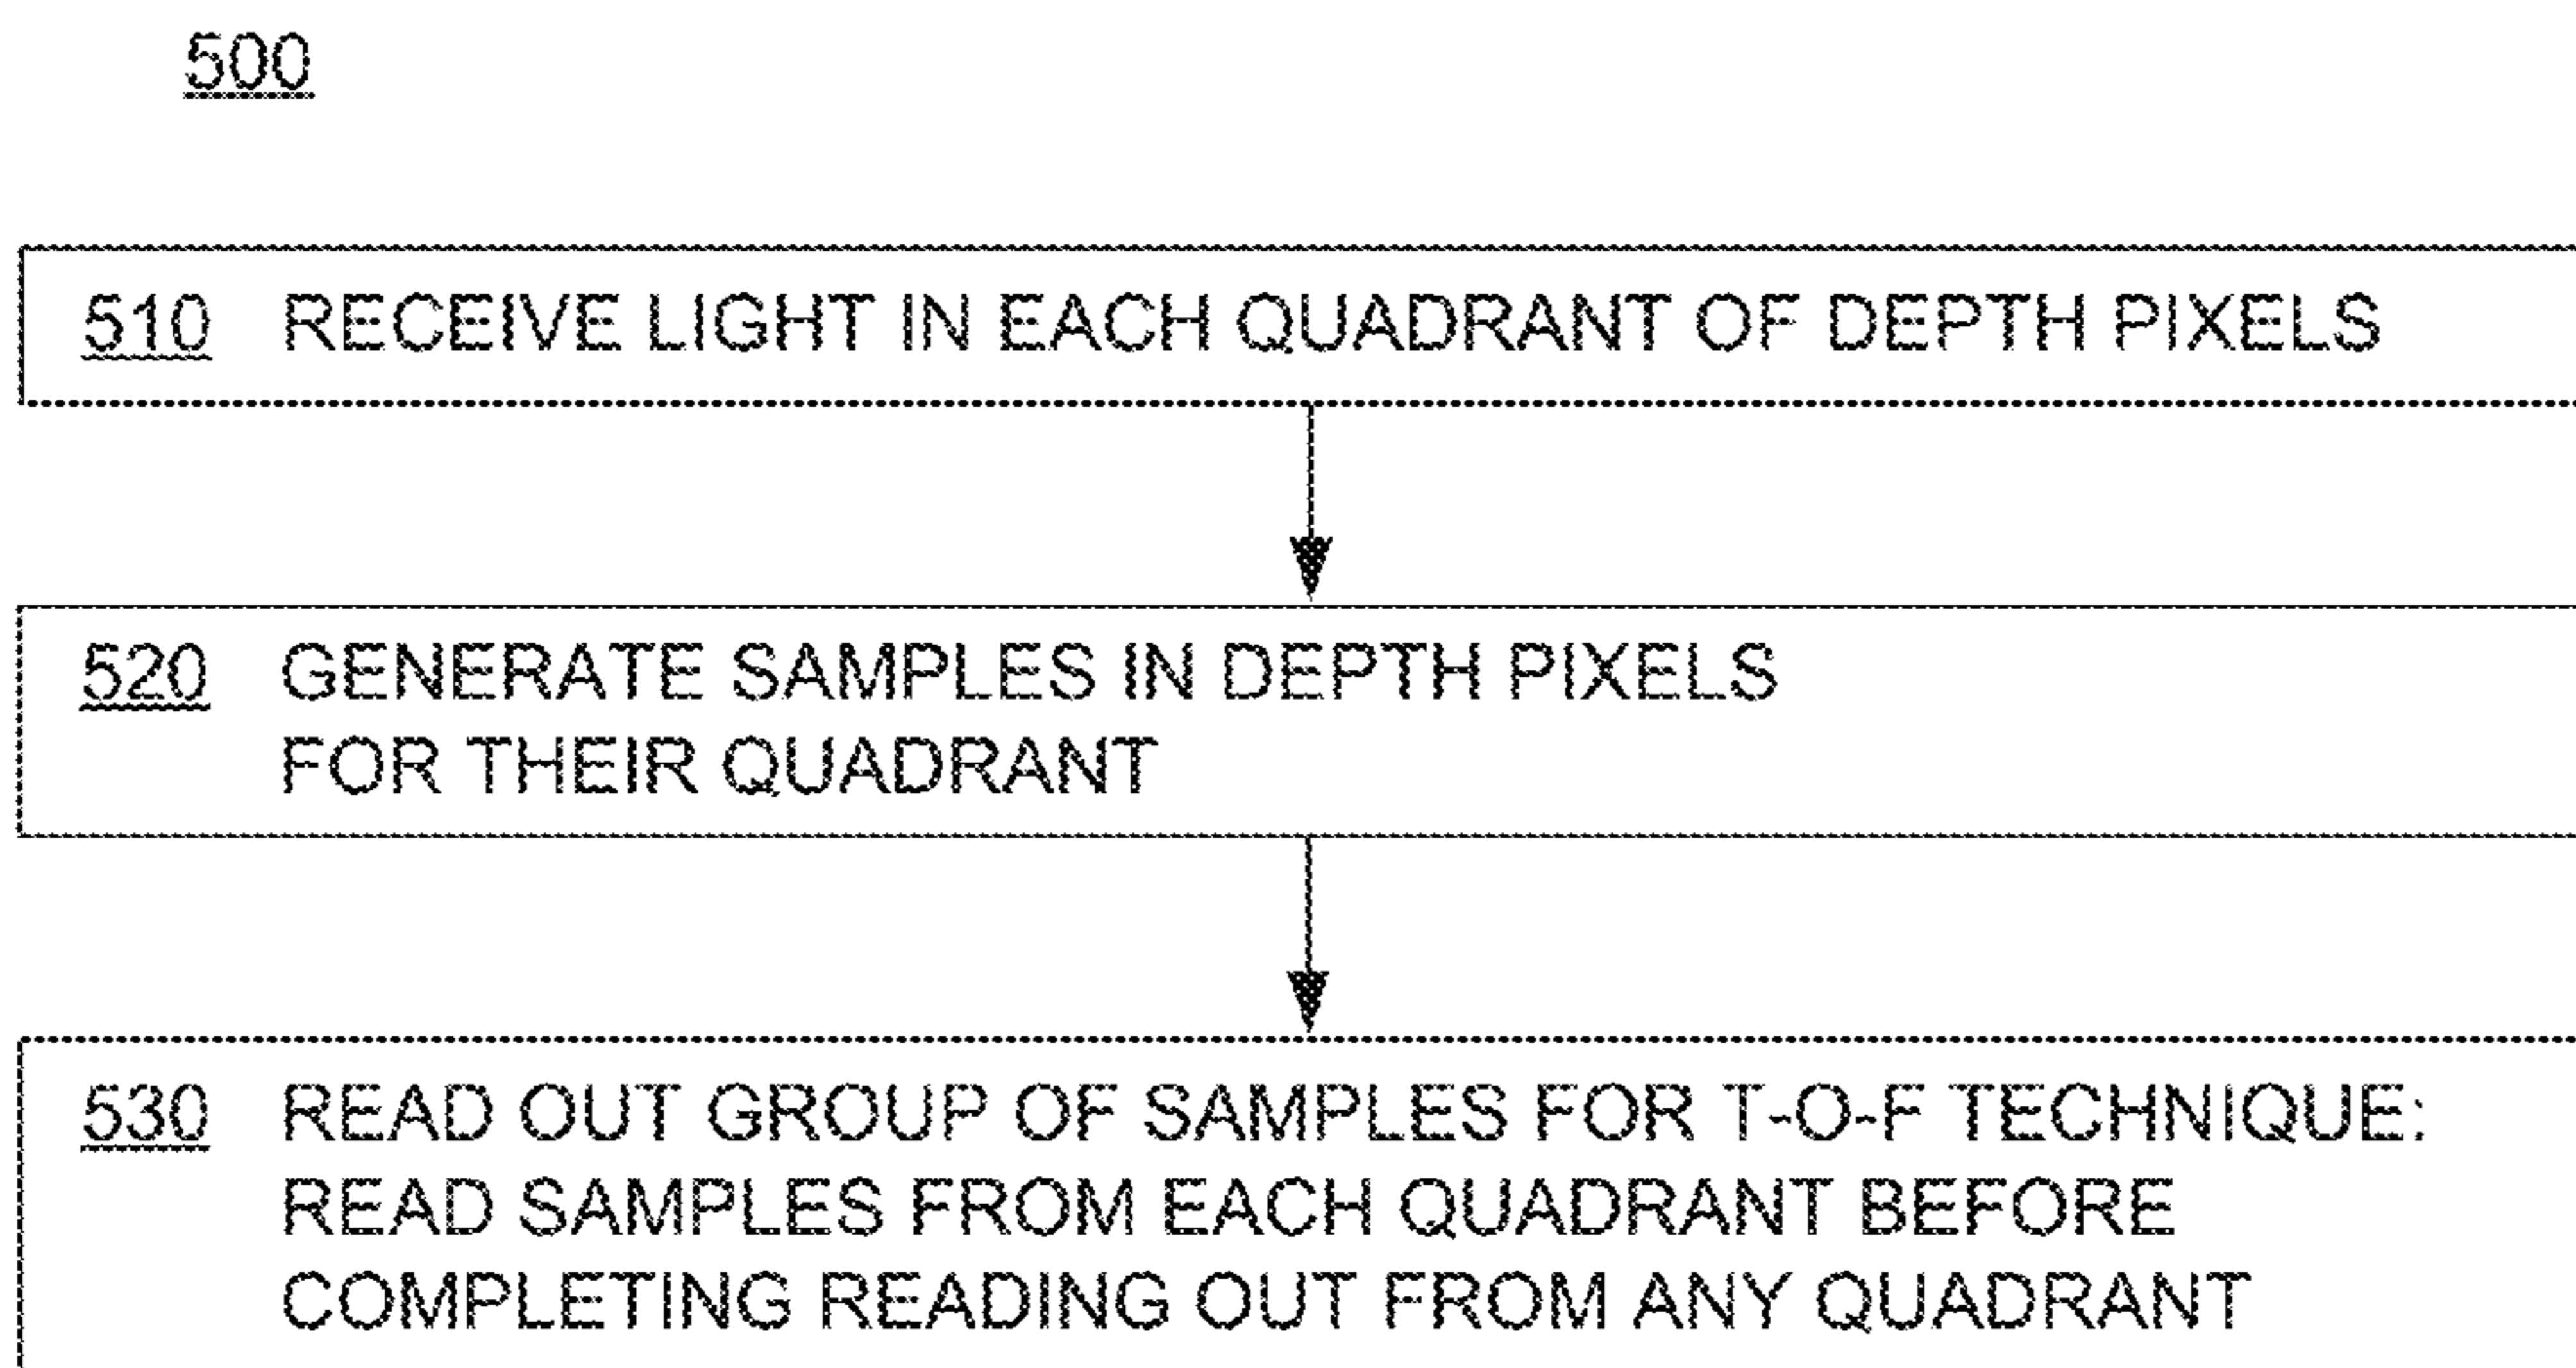 500
510 RECEIVE LIGHT IN EACH QUADRANT OF DEPTH PIXELS
520 GENERATE SAMPLES IN DEPTH PIXELS
FOR THEIR QUADRANT
530 READ OUT GROUP OF SAMPLES FOR T-O-F TECHNIQUE:
READ SAMPLES FROM EACH QUADRANT BEFORE
COMPLETING READING OUT FROM ANY QUADRANT